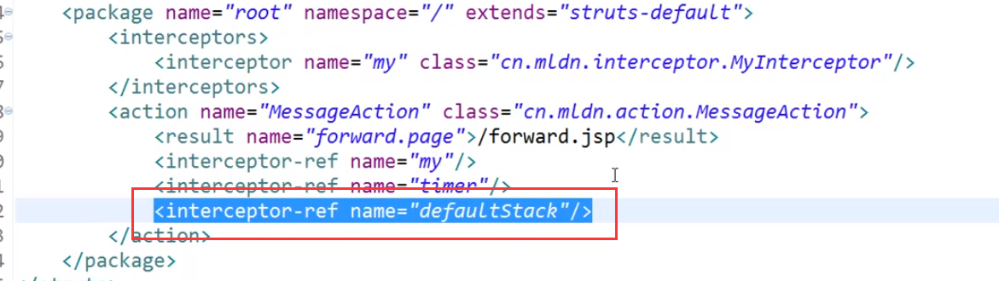 <package name="root" namespace="/" extends="struts-default">
<interceptors>
<interceptor name="my" class="cn.mldn.interceptor.MyInterceptor"/>
</interceptors>
<action name="MessageAction" class="cn.mldn.action.MessageAction">
<result name="forward.page">/forward.jsp</result>
<interceptor-ref name="my"/>
<interceptor-ref name="timer"/>
<interceptor-ref name="defaultStack"/>
</action>
</package>